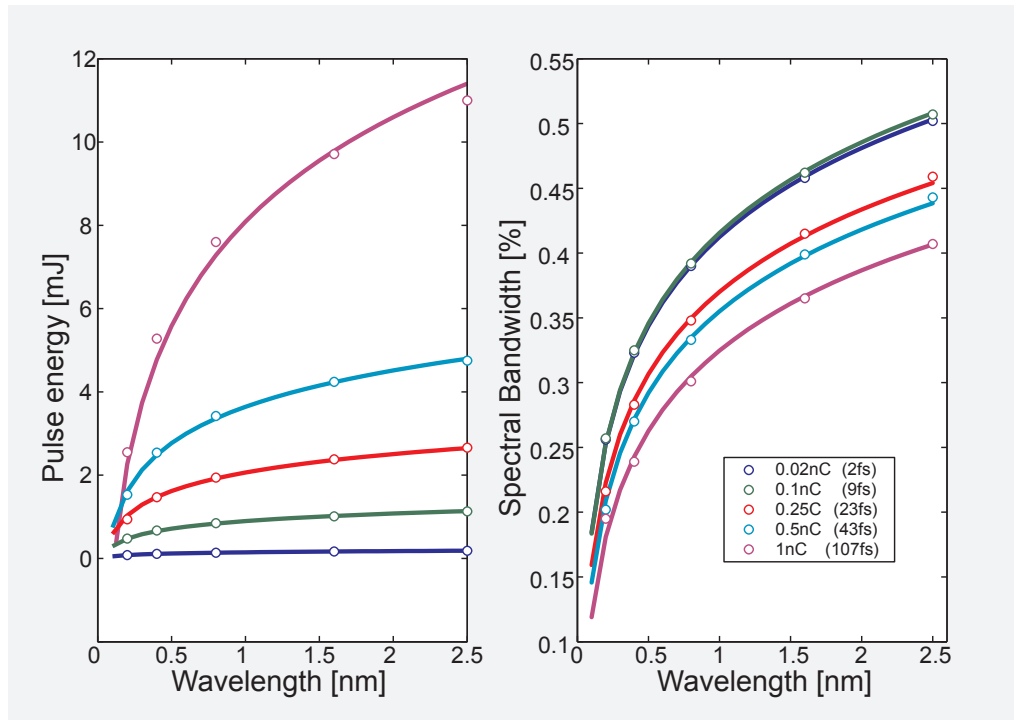 12
10
8
6
4
2
0
Pulse energy [mJ]
0 0.5 1 1.5 2 2.5
Wavelength [nm]
0.55
0.5
0.45
0.4
0.35
0.3
0.25
0.2
0.15
0.1
Spectral Bandwidth [%]
0.02nC (2fs)
0.1nC (9fs)
0.25C (23fs)
0.5nC (43fs)
1nC (107fs)
0 0.5 1 1.5 2 2.5
Wavelength [nm]